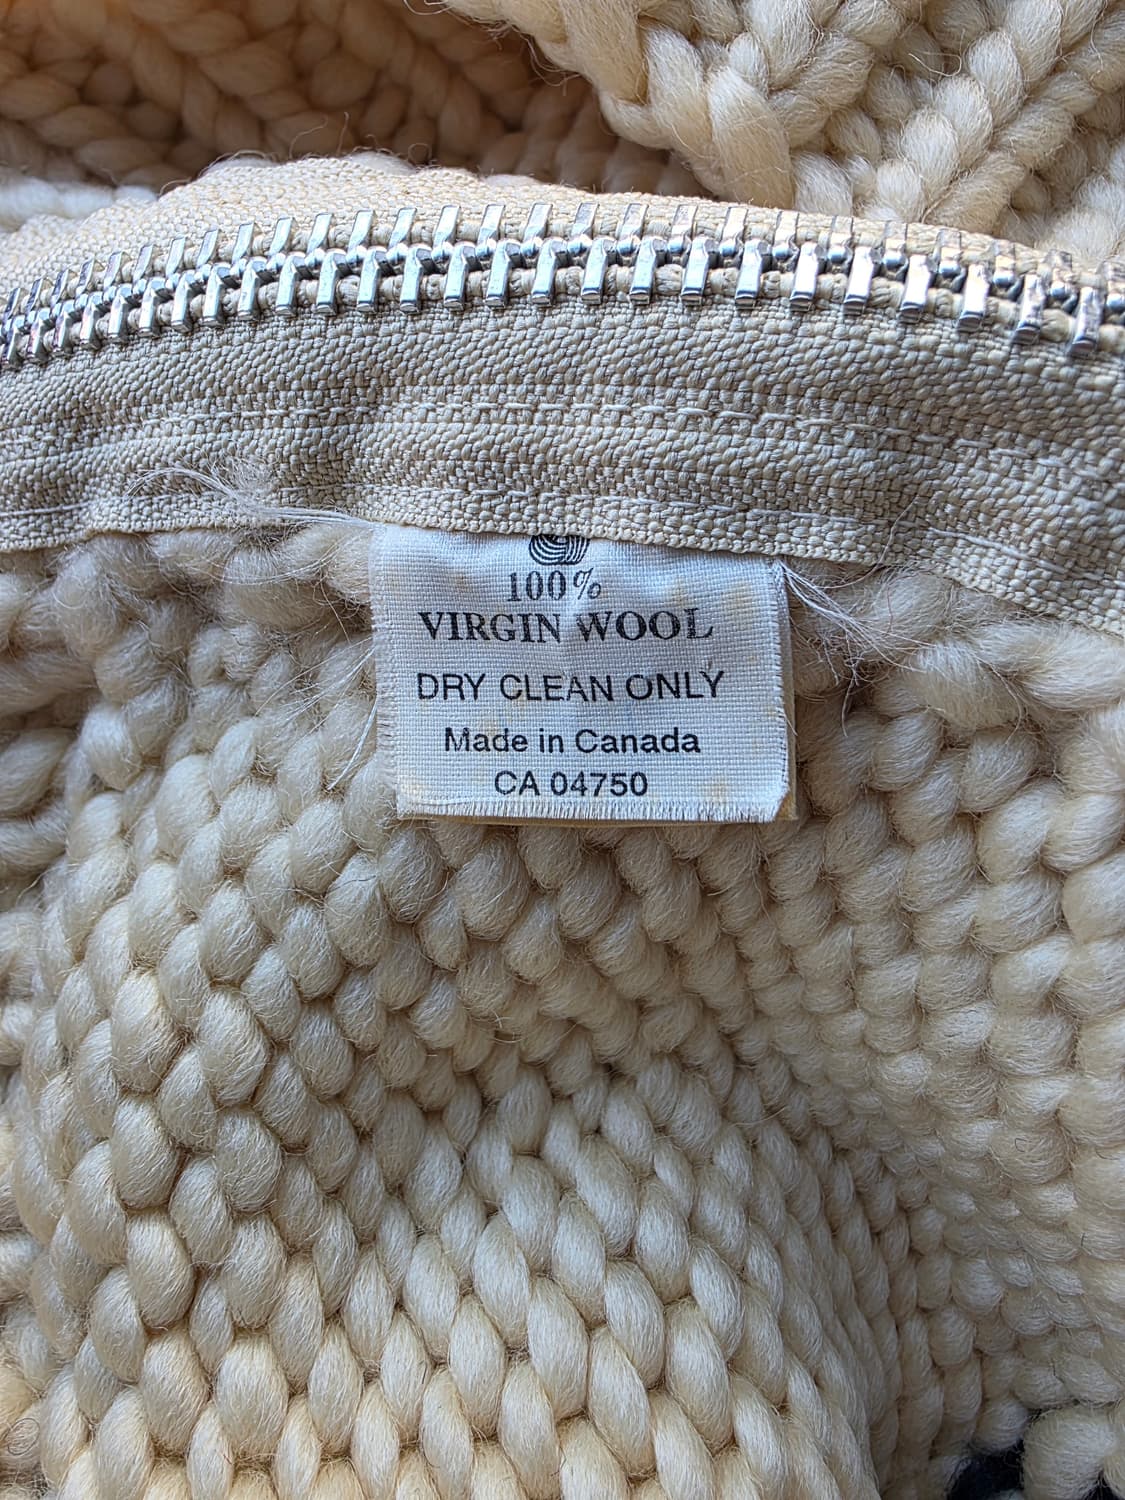 100%
VIRGIN WOOL
DRY CLEAN ONLY
Made in Canada
CA 04750